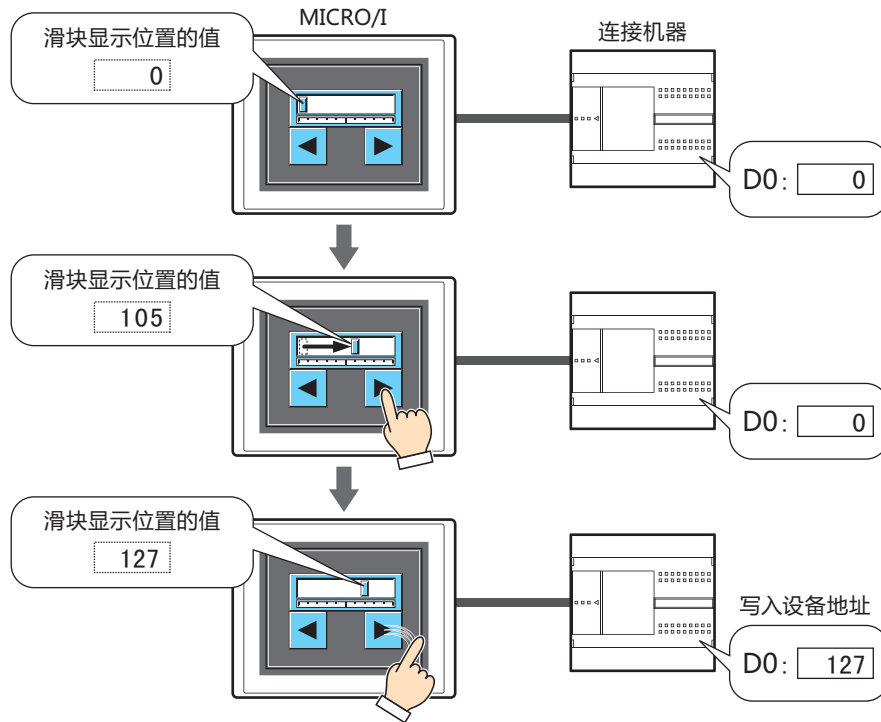 MICRO/I
连接机器
滑块显示位置的值
0
D0: 0
滑块显示位置的值
105
D0: 0
滑块显示位置的值
127
写入设备地址
D0: 127